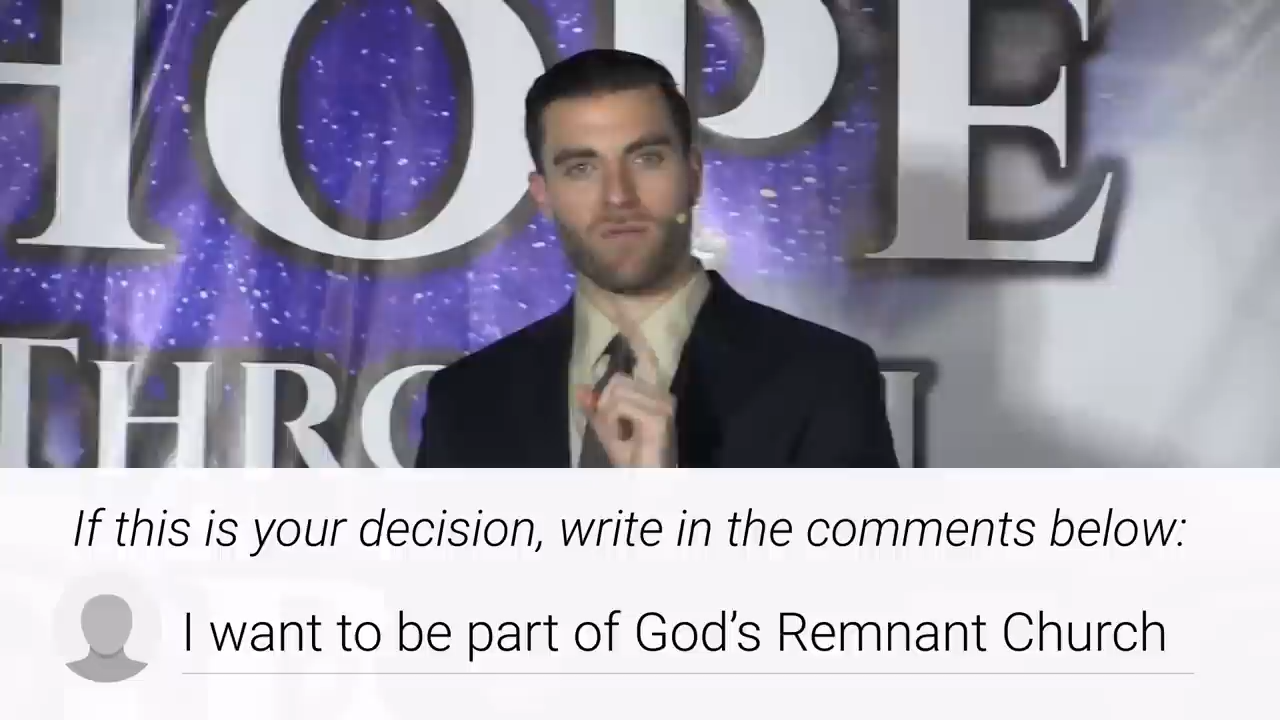 HOPE
THRO
If this is your decision, write in the comments below:
I want to be part of God's Remnant Church